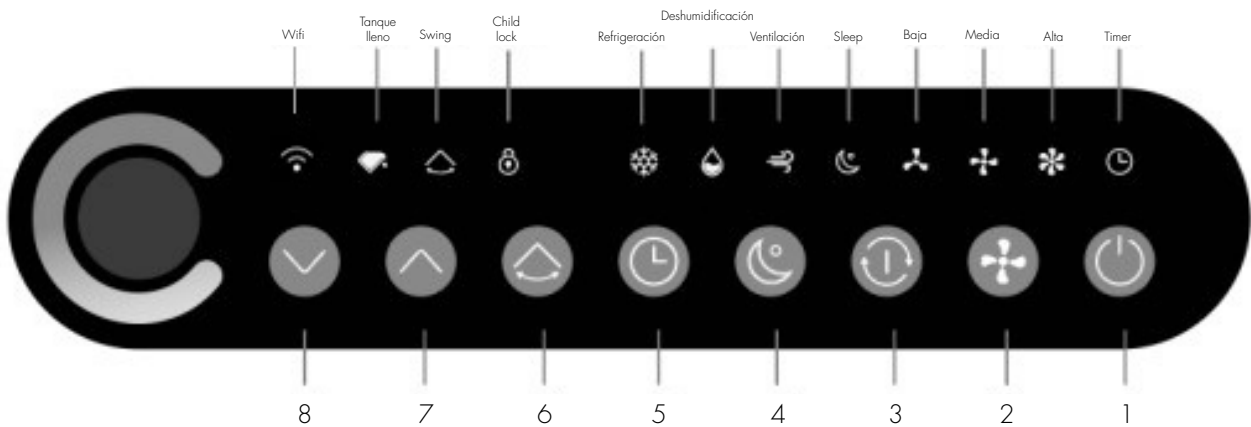 Wifi
Tanque
lleno
Swing
Child
lock
Refrigeración
Deshumidificación
Ventilación
Sleep
Baja
Media
Alta
Timer
8 7 6 5 4 3 2 1